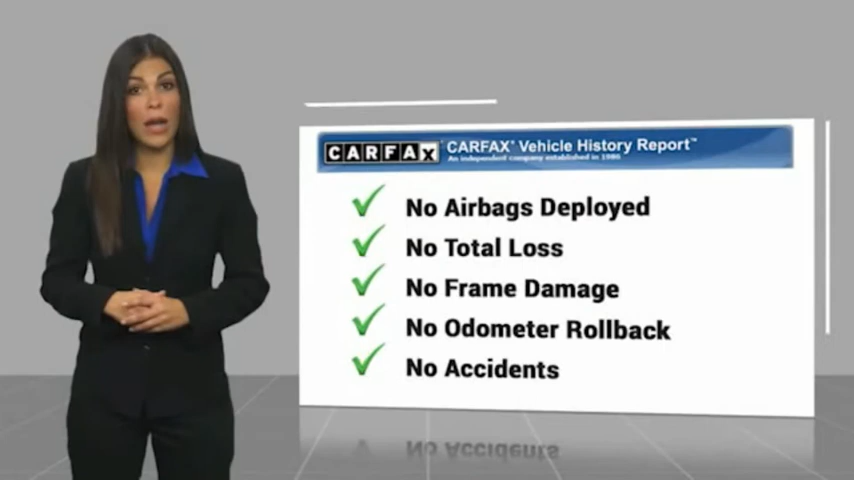 CARFAX CARFAX Vehicle History Report™
An independent company established in 1986
No Airbags Deployed
No Total Loss
No Frame Damage
No Odometer Rollback
No Accidents
No Accidents